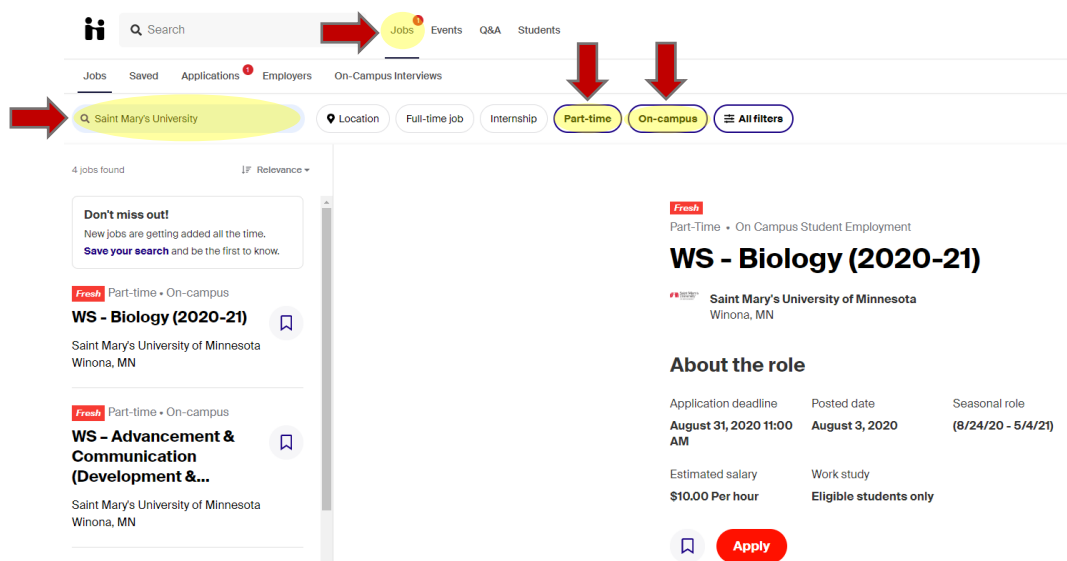 Search
Jobs 1 Events Q&A Students
Jobs Saved Applications 1 Employers On-Campus Interviews
Saint Mary's University Location Full-time job Internship Part-time On-campus All filters
4 jobs found Relevance
Don't miss out!
New jobs are getting added all the time.
Save your search and be the first to know.
Fresh Part-time • On-campus
WS - Biology (2020-21)
Saint Mary's University of Minnesota
Winona, MN
Fresh Part-time • On-campus
WS – Advancement &
Communication
(Development &...
Saint Mary's University of Minnesota
Winona, MN
Fresh
Part-Time • On Campus Student Employment
WS - Biology (2020-21)
Saint Mary's University of Minnesota
Winona, MN
About the role
Application deadline Posted date Seasonal role
August 31, 2020 11:00 August 3, 2020 (8/24/20 - 5/4/21)
AM
Estimated salary Work study
$10.00 Per hour Eligible students only
Apply